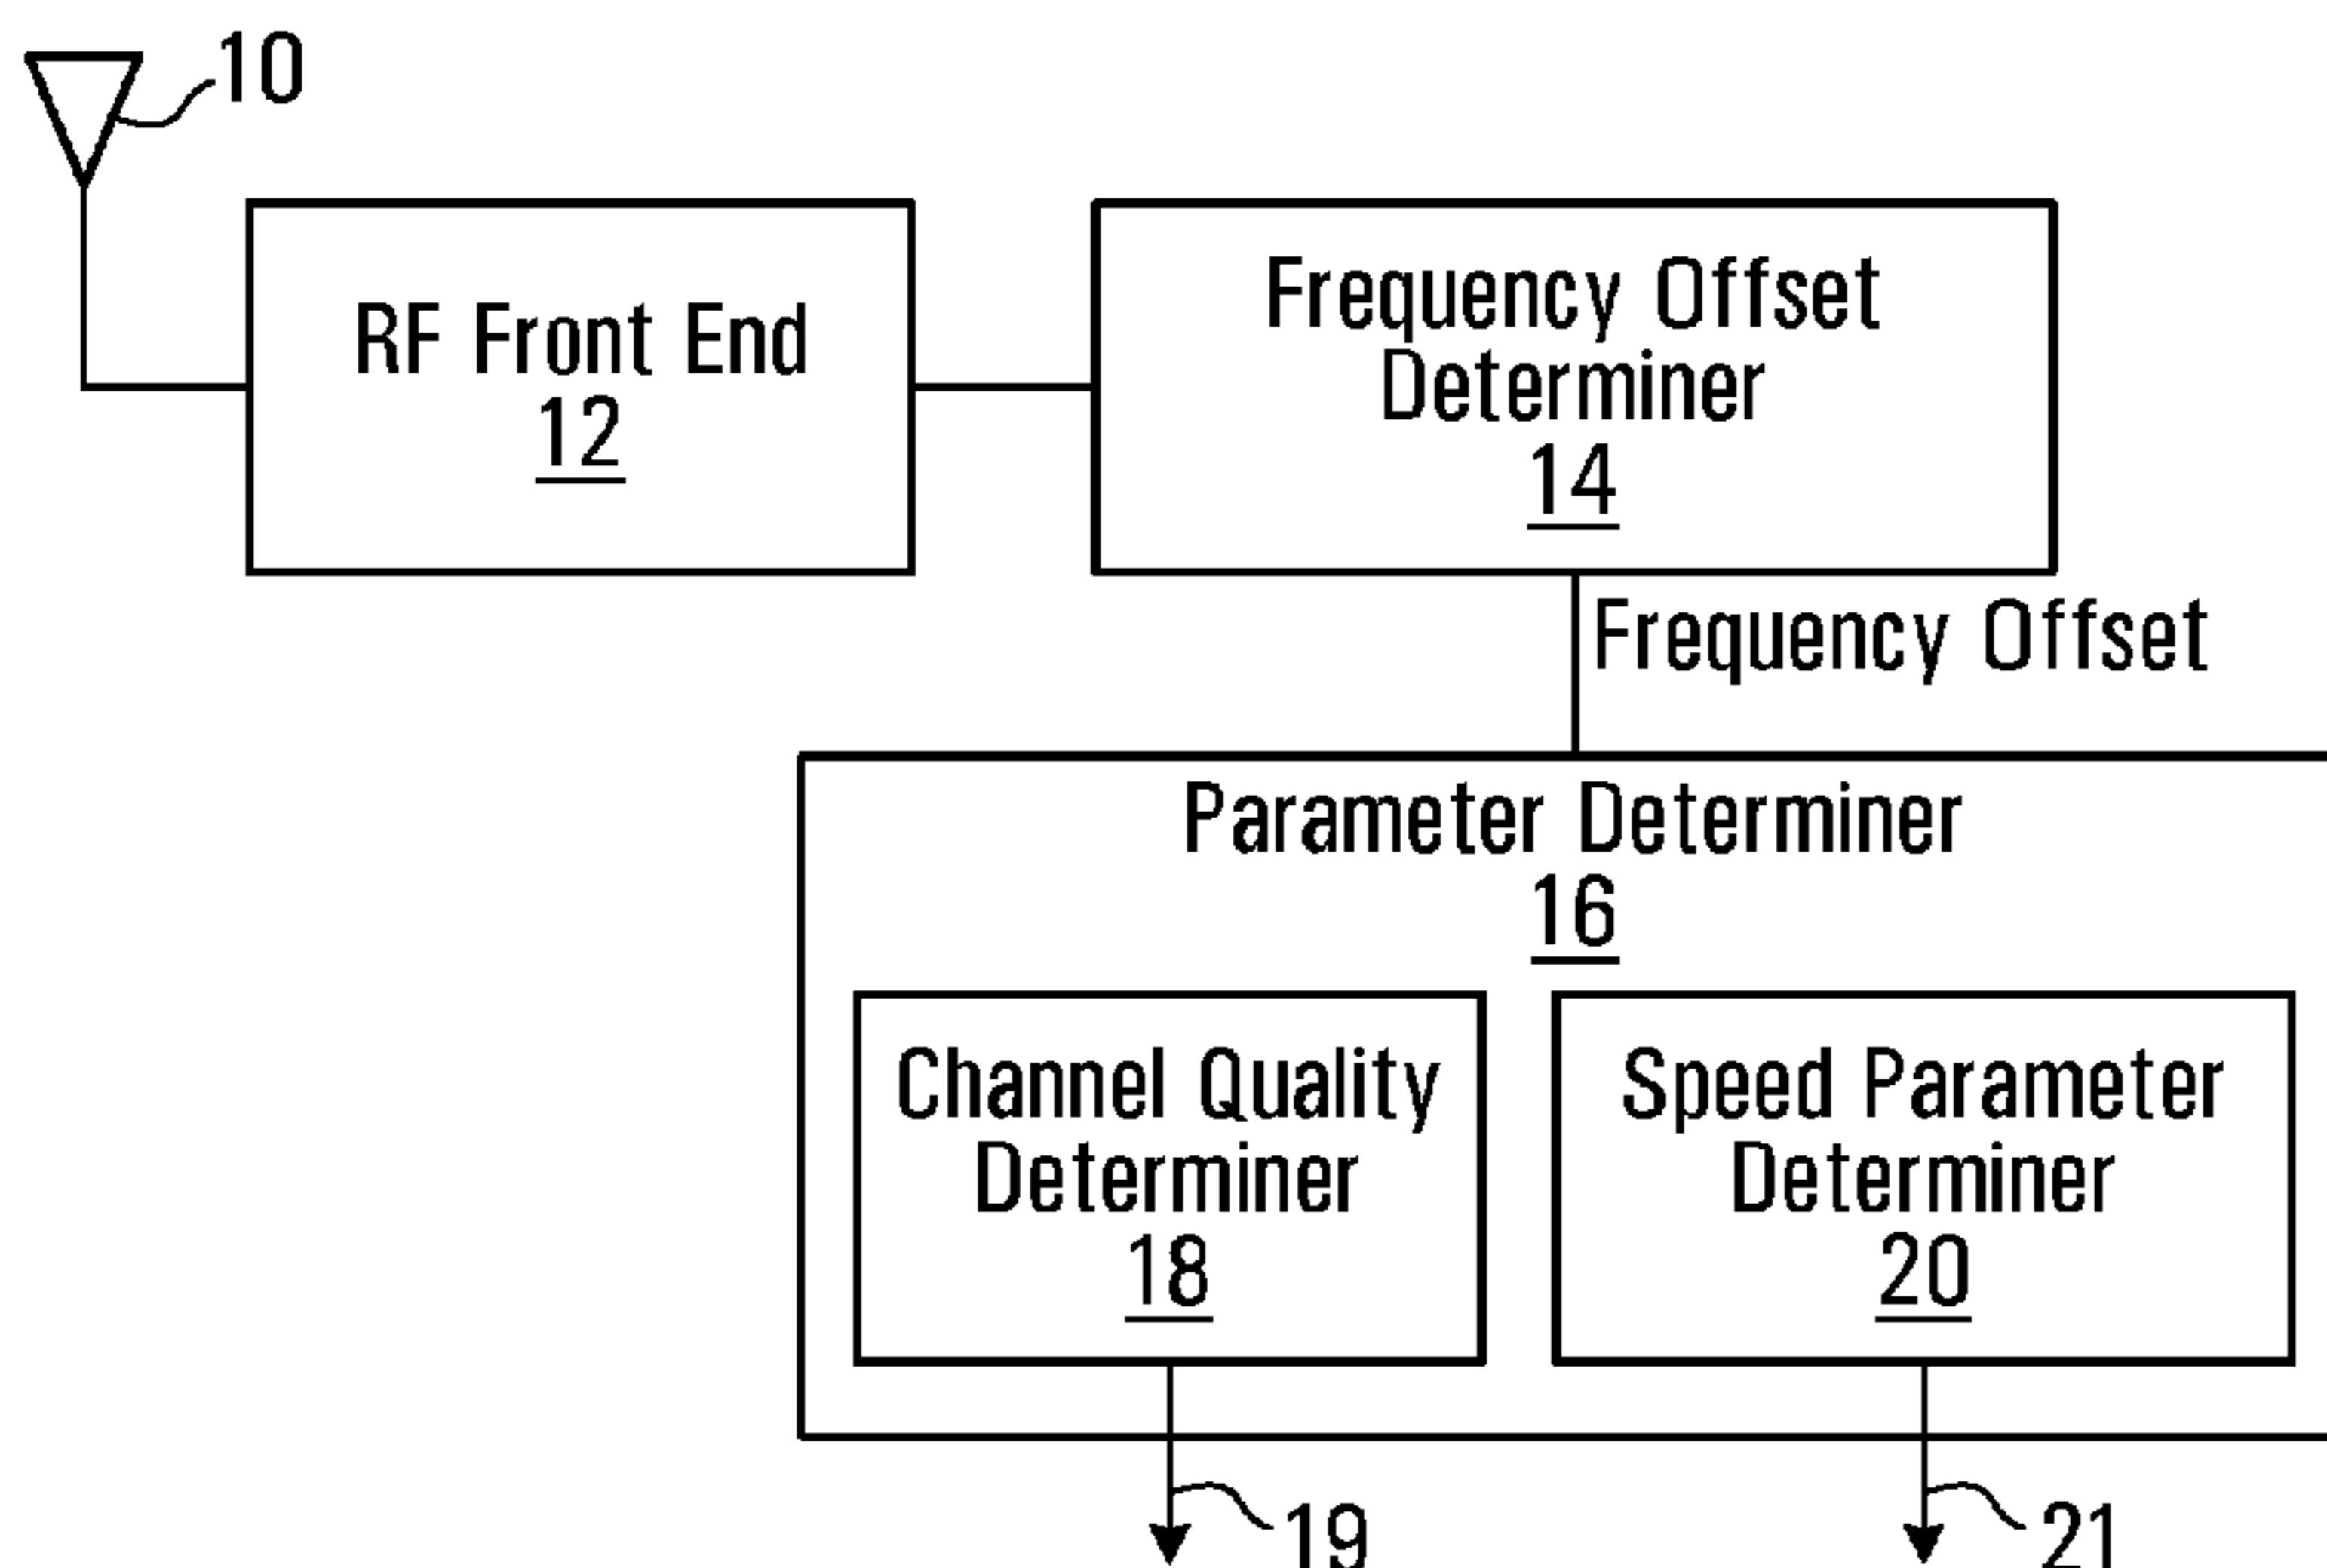 10
RF Front End
12
Frequency Offset
Determiner
14
Frequency Offset
Parameter Determiner
16
Channel Quality
Determiner
18
Speed Parameter
Determiner
20
19
21